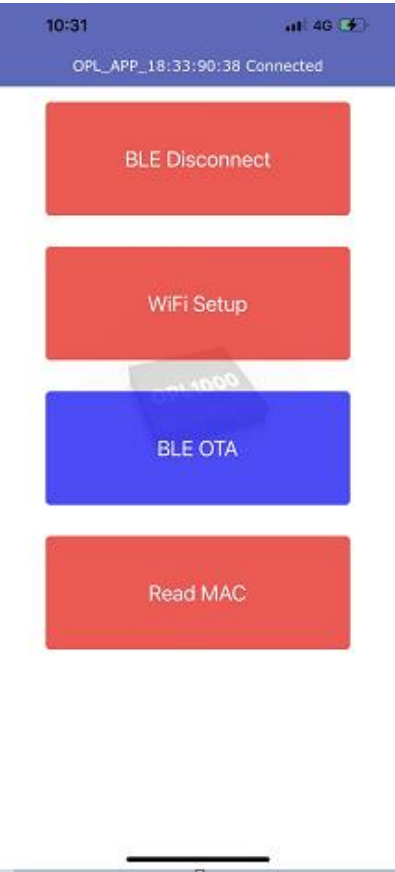 10:31
4G
OPL_APP_18:33:90:38 Connected
BLE Disconnect
WiFi Setup
OPL1000
BLE OTA
Read MAC